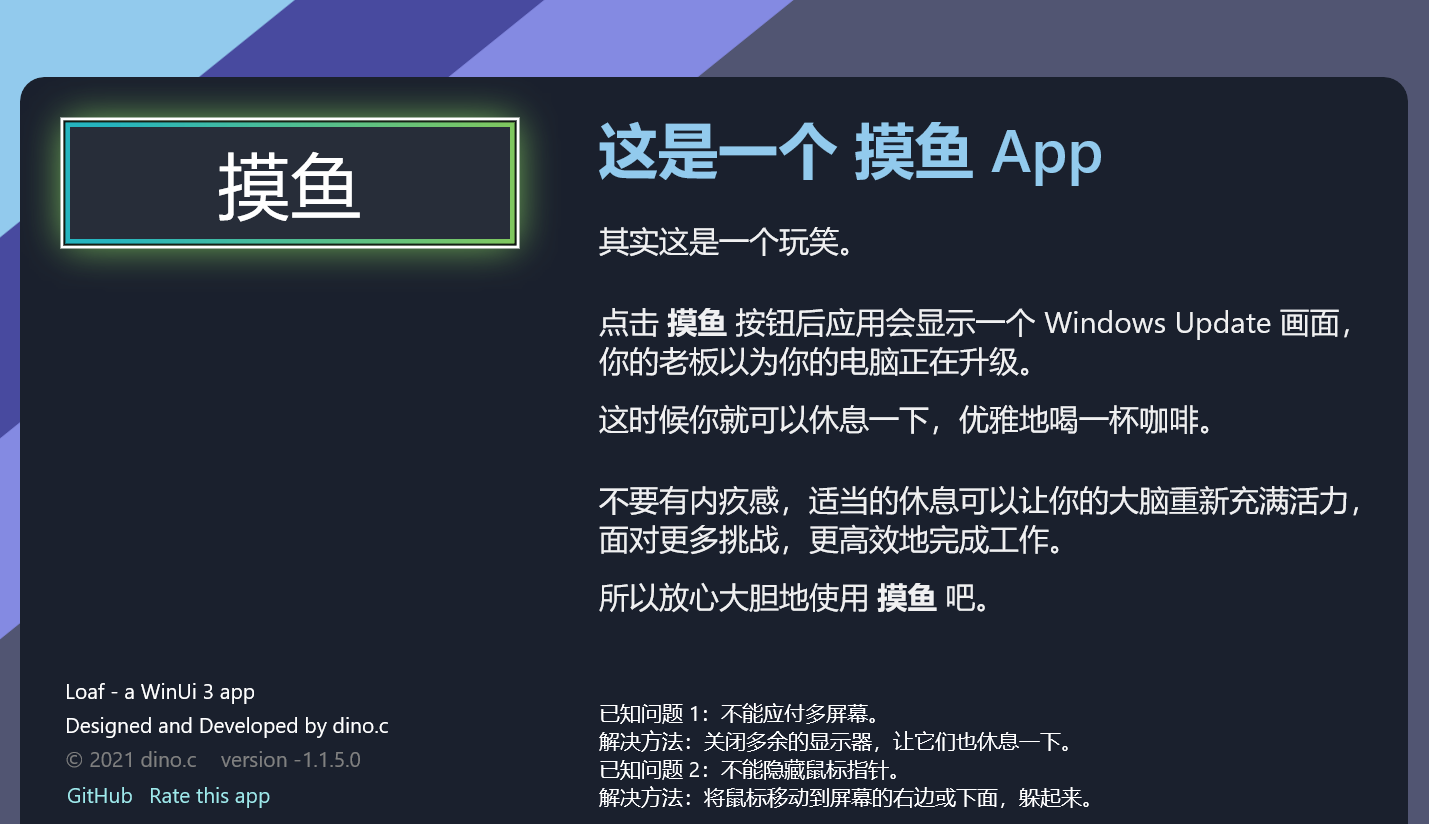 摸鱼
这是一个 摸鱼 App
其实这是一个玩笑。
点击 摸鱼 按钮后应用会显示一个 Windows Update 画面，
你的老板以为你的电脑正在升级。
这时候你就可以休息一下，优雅地喝一杯咖啡。
不要有内疚感，适当的休息可以让你的大脑重新充满活力，
面对更多挑战，更高效地完成工作。
所以放心大胆地使用 摸鱼 吧。
Loaf - a WinUi 3 app
Designed and Developed by dino.c
© 2021 dino.c version -1.1.5.0
GitHub Rate this app
已知问题 1：不能应付多屏幕。
解决方法：关闭多余的显示器，让它们也休息一下。
已知问题 2：不能隐藏鼠标指针。
解决方法：将鼠标移动到屏幕的右边或下面，躲起来。